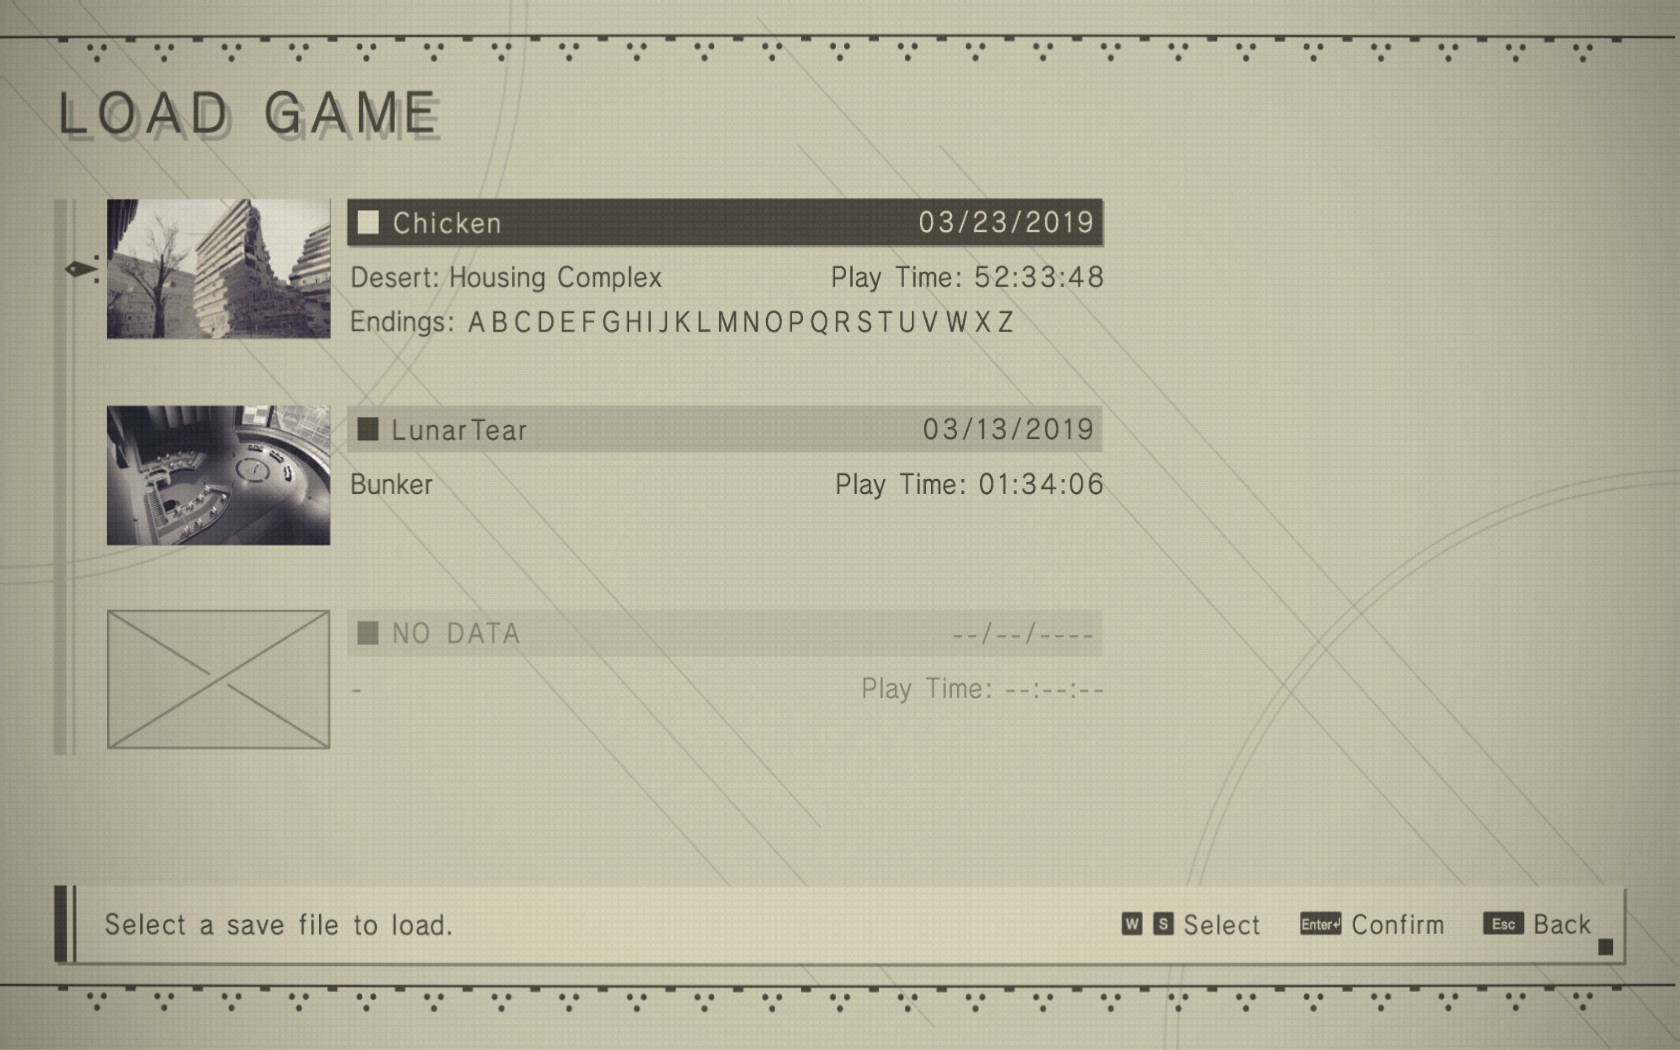 LOAD GAME
Chicken 03/23/2019
Desert: Housing Complex Play Time: 52:33:48
Endings: A B C D E F G H I J K L M N O P Q R S T U V W X Z
LunarTear 03/13/2019
Bunker Play Time: 01:34:06
NO DATA --/--/----
- Play Time: --:--:--
Select a save file to load. W S Select Enter↵ Confirm Esc Back